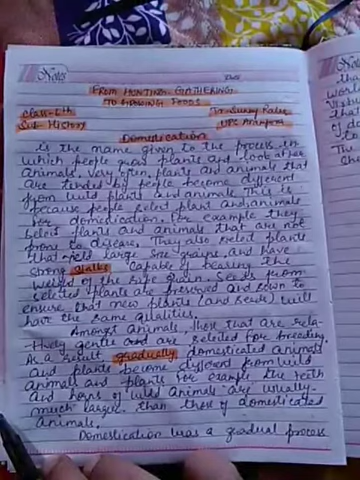 Notes
Date
FROM HUNTING - GATHERING
TO GROWING FOODS
Class - 6th
Sub - History
UPS
Domestication
is the name given to the process in
which people grow plants and look after
animals. Very often, plants and animals that
are tended by people become different
from wild plants and animals. This is
because people select plant and animals
for domestication. For example they
select plants and animals that are not
prone to disease. They also select plants
that yield large size grains, and have
strong stalks capable of bearing the
weight of the ripe grain. Seeds from
selected plants are preserved and sown to
ensure that new plants (and seeds) will
have the same qualities.
Amongst animals, those that are rela-
tively gentle and are selected for breeding.
As a result gradually domesticated animals
and plants become different from wild
animals and plants for example the teeth
and horns of wild animals are usually
much larger than those of domesticated
animals.
Domestication was a gradual process
Notes
the